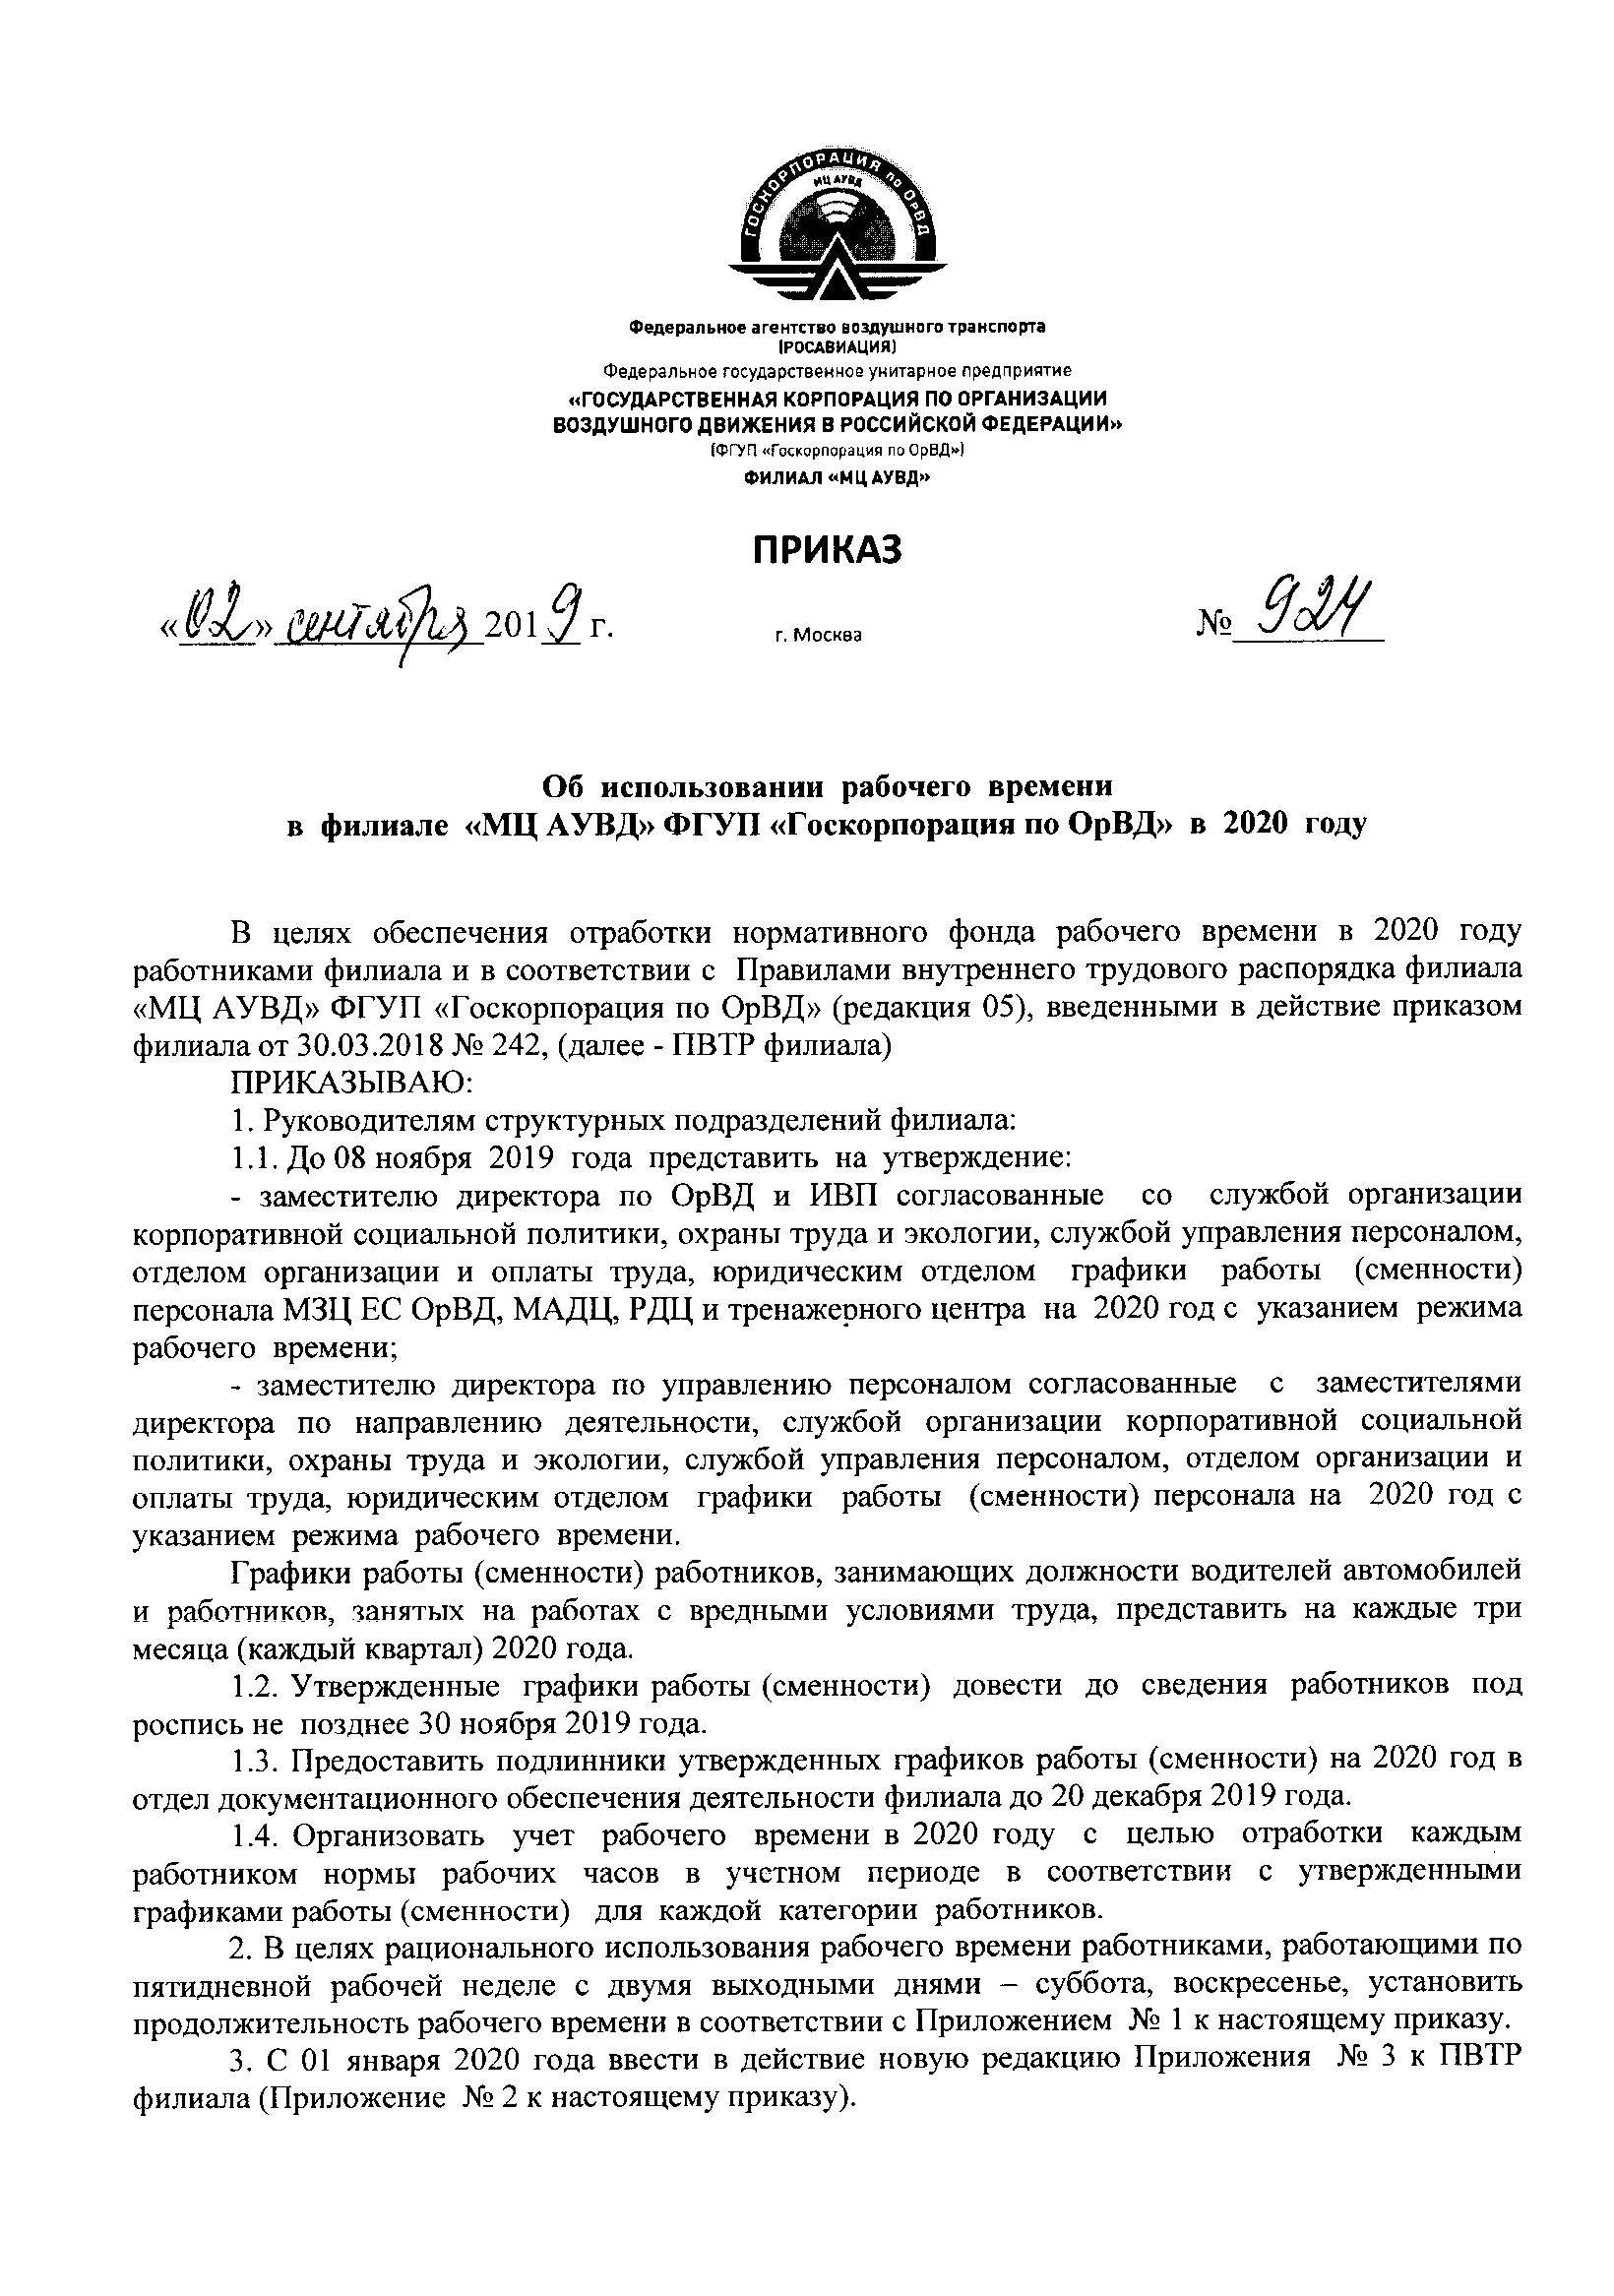 ГОСКОРПОРАЦИЯ по ОрВД
МЦ АУВД
Федеральное агентство воздушного транспорта
(РОСАВИАЦИЯ)
Федеральное государственное унитарное предприятие
«ГОСУДАРСТВЕННАЯ КОРПОРАЦИЯ ПО ОРГАНИЗАЦИИ
ВОЗДУШНОГО ДВИЖЕНИЯ В РОССИЙСКОЙ ФЕДЕРАЦИИ»
(ФГУП «Госкорпорация по ОрВД»)
ФИЛИАЛ «МЦ АУВД»
ПРИКАЗ
«02» сентября 2019 г. г. Москва № 924
Об использовании рабочего времени
в филиале «МЦ АУВД» ФГУП «Госкорпорация по ОрВД» в 2020 году
В целях обеспечения отработки нормативного фонда рабочего времени в 2020 году
работниками филиала и в соответствии с Правилами внутреннего трудового распорядка филиала
«МЦ АУВД» ФГУП «Госкорпорация по ОрВД» (редакция 05), введенными в действие приказом
филиала от 30.03.2018 № 242, (далее - ПВТР филиала)
ПРИКАЗЫВАЮ:
1. Руководителям структурных подразделений филиала:
1.1. До 08 ноября 2019 года представить на утверждение:
- заместителю директора по ОрВД и ИВП согласованные со службой организации
корпоративной социальной политики, охраны труда и экологии, службой управления персоналом,
отделом организации и оплаты труда, юридическим отделом графики работы (сменности)
персонала МЗЦ ЕС ОрВД, МАДЦ, РДЦ и тренажерного центра на 2020 год с указанием режима
рабочего времени;
- заместителю директора по управлению персоналом согласованные с заместителями
директора по направлению деятельности, службой организации корпоративной социальной
политики, охраны труда и экологии, службой управления персоналом, отделом организации и
оплаты труда, юридическим отделом графики работы (сменности) персонала на 2020 год с
указанием режима рабочего времени.
Графики работы (сменности) работников, занимающих должности водителей автомобилей
и работников, занятых на работах с вредными условиями труда, представить на каждые три
месяца (каждый квартал) 2020 года.
1.2. Утвержденные графики работы (сменности) довести до сведения работников под
роспись не позднее 30 ноября 2019 года.
1.3. Предоставить подлинники утвержденных графиков работы (сменности) на 2020 год в
отдел документационного обеспечения деятельности филиала до 20 декабря 2019 года.
1.4. Организовать учет рабочего времени в 2020 году с целью отработки каждым
работником нормы рабочих часов в учетном периоде в соответствии с утвержденными
графиками работы (сменности) для каждой категории работников.
2. В целях рационального использования рабочего времени работниками, работающими по
пятидневной рабочей неделе с двумя выходными днями – суббота, воскресенье, установить
продолжительность рабочего времени в соответствии с Приложением № 1 к настоящему приказу.
3. С 01 января 2020 года ввести в действие новую редакцию Приложения № 3 к ПВТР
филиала (Приложение № 2 к настоящему приказу).